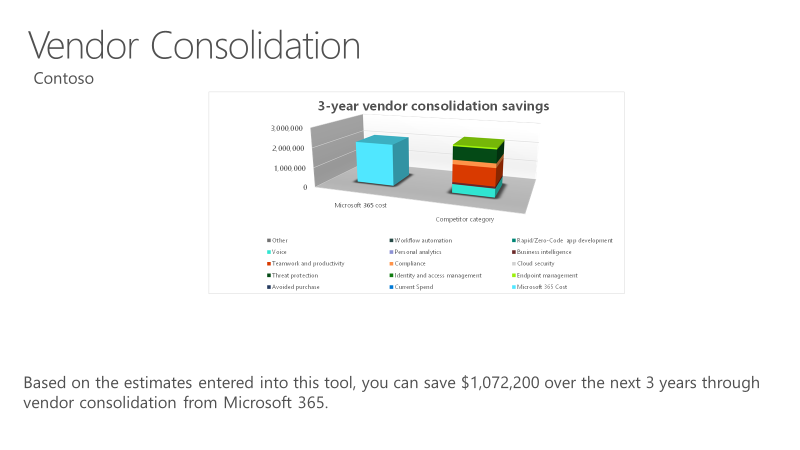 Vendor Consolidation
Contoso
3-year vendor consolidation savings
3,000,000
2,000,000
1,000,000
0
Microsoft 365 cost
Competitor category
Other
Workflow automation
Rapid/Zero-Code app development
Voice
Personal analytics
Business intelligence
Teamwork and productivity
Compliance
Cloud security
Threat protection
Identity and access management
Endpoint management
Avoided purchase
Current Spend
Microsoft 365 Cost
Based on the estimates entered into this tool, you can save $1,072,200 over the next 3 years through
vendor consolidation from Microsoft 365.